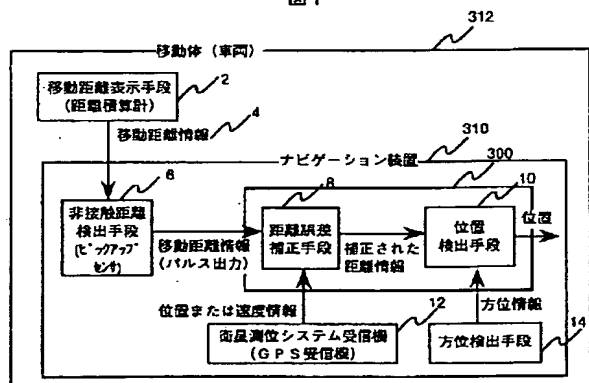 図1
312
移動体(車両)
移動距離表示手段
(距離積算計)
2
4
移動距離情報
310
ナビゲーション装置
300
6
8
10
非接触距離
検出手段
(ピックアップ
センサ)
移動距離情報
(パルス出力)
距離誤差
補正手段
補正された
距離情報
位置
検出手段
位置
位置または速度情報
12
方位情報
衛星測位システム受信機
(GPS受信機)
方位検出手段
14